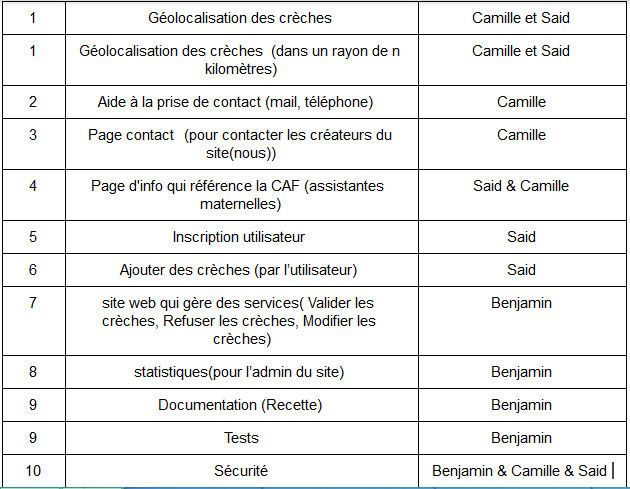 1 Géolocalisation des crèches Camille et Said
1 Géolocalisation des crèches (dans un rayon de n Camille et Said
kilomètres)
2 Aide à la prise de contact (mail, téléphone) Camille
3 Page contact (pour contacter les créateurs du Camille
site(nous))
4 Page d'info qui référence la CAF (assistantes Said & Camille
maternelles)
5 Inscription utilisateur Said
6 Ajouter des crèches (par l’utilisateur) Said
7 site web qui gère des services( Valider les Benjamin
crèches, Refuser les crèches, Modifier les
crèches)
8 statistiques(pour l’admin du site) Benjamin
9 Documentation (Recette) Benjamin
9 Tests Benjamin
10 Sécurité Benjamin & Camille & Said